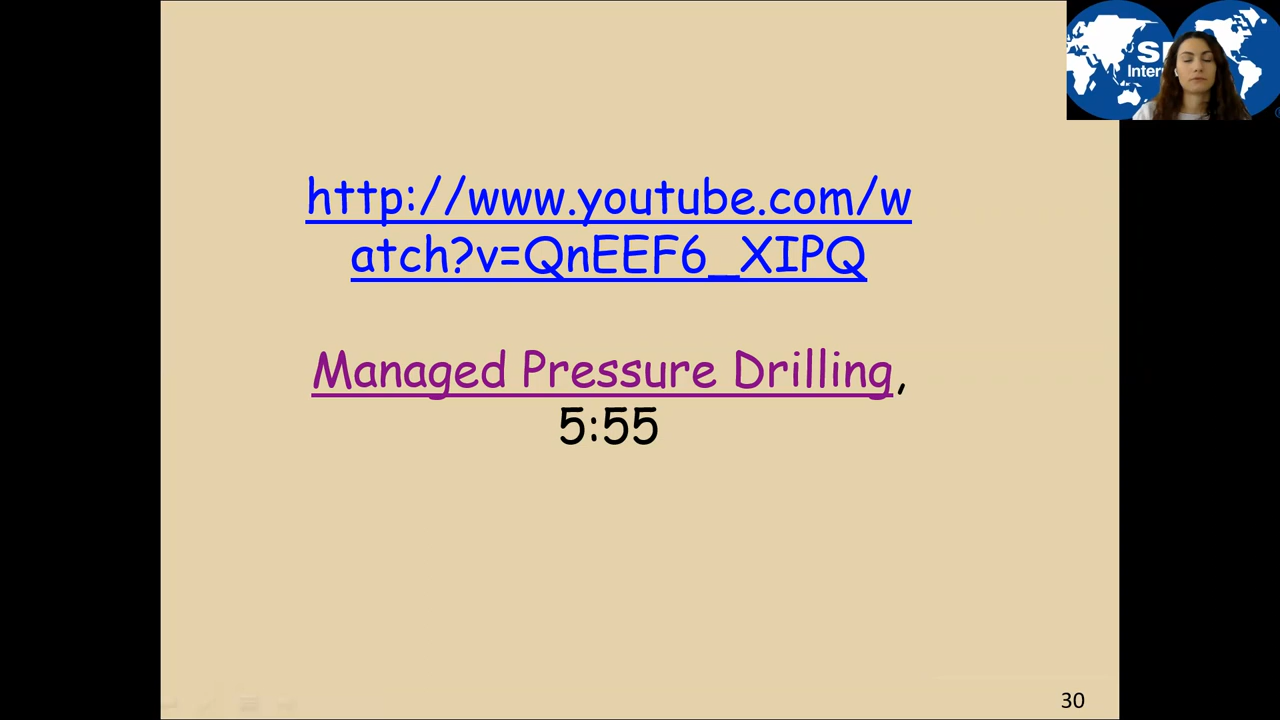 http://www.youtube.com/w
atch?v=QnEEF6_XIPQ
Managed Pressure Drilling,
5:55
30